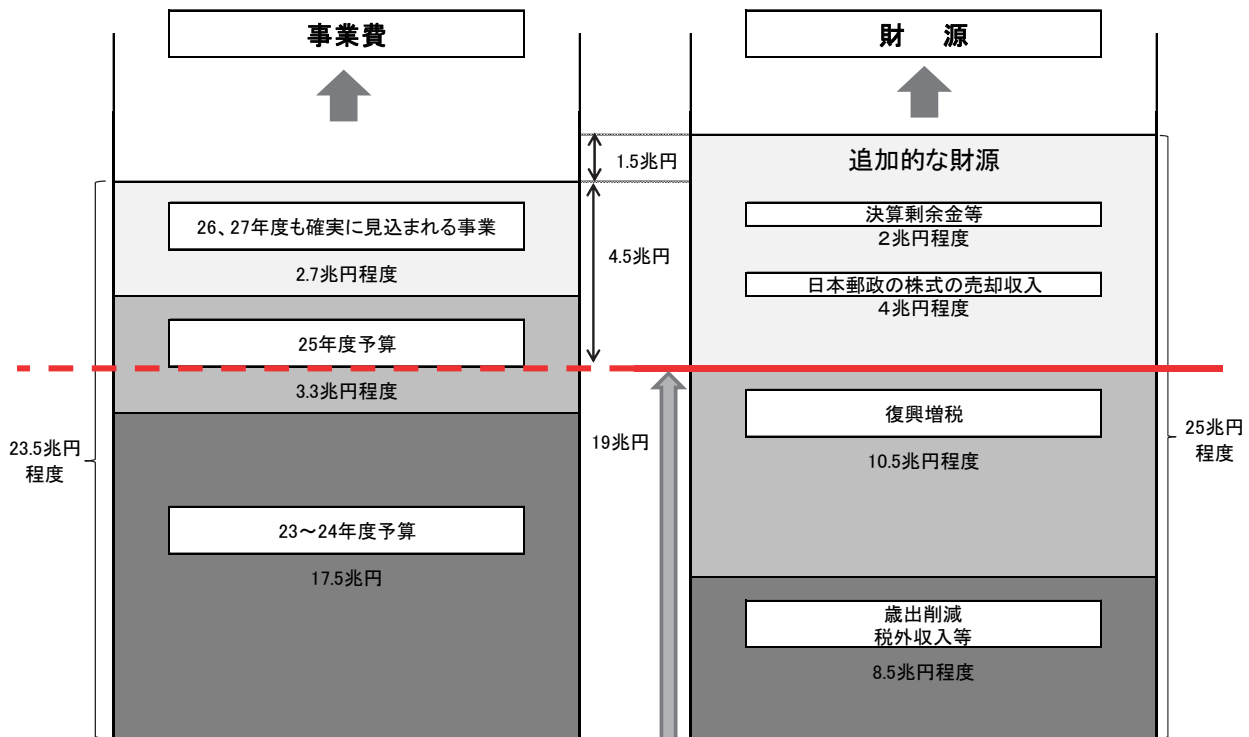 事業費
財　源
1.5兆円
追加的な財源
26、27年度も確実に見込まれる事業
2.7兆円程度
4.5兆円
決算剰余金等
２兆円程度
日本郵政の株式の売却収入
４兆円程度
25年度予算
3.3兆円程度
23.5兆円
程度
19兆円
復興増税
10.5兆円程度
25兆円
程度
23～24年度予算
17.5兆円
歳出削減
税外収入等
8.5兆円程度